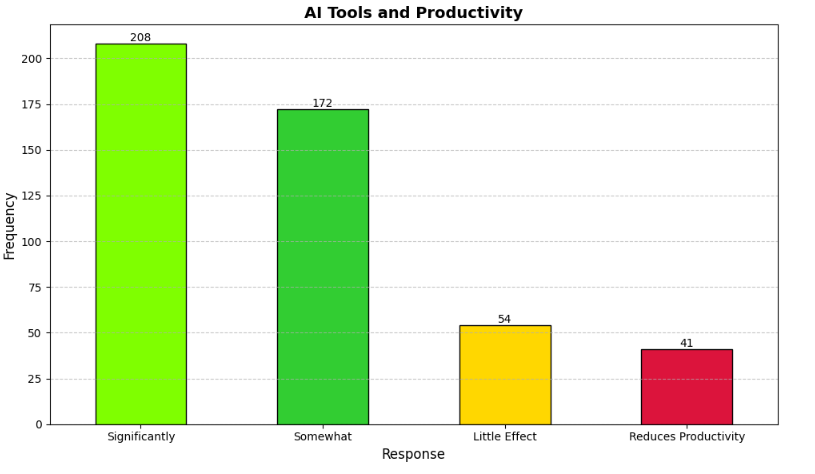 AI Tools and Productivity
Frequency
200
175
150
125
100
75
50
25
0
208
172
54
41
Significantly
Somewhat
Little Effect
Reduces Productivity
Response